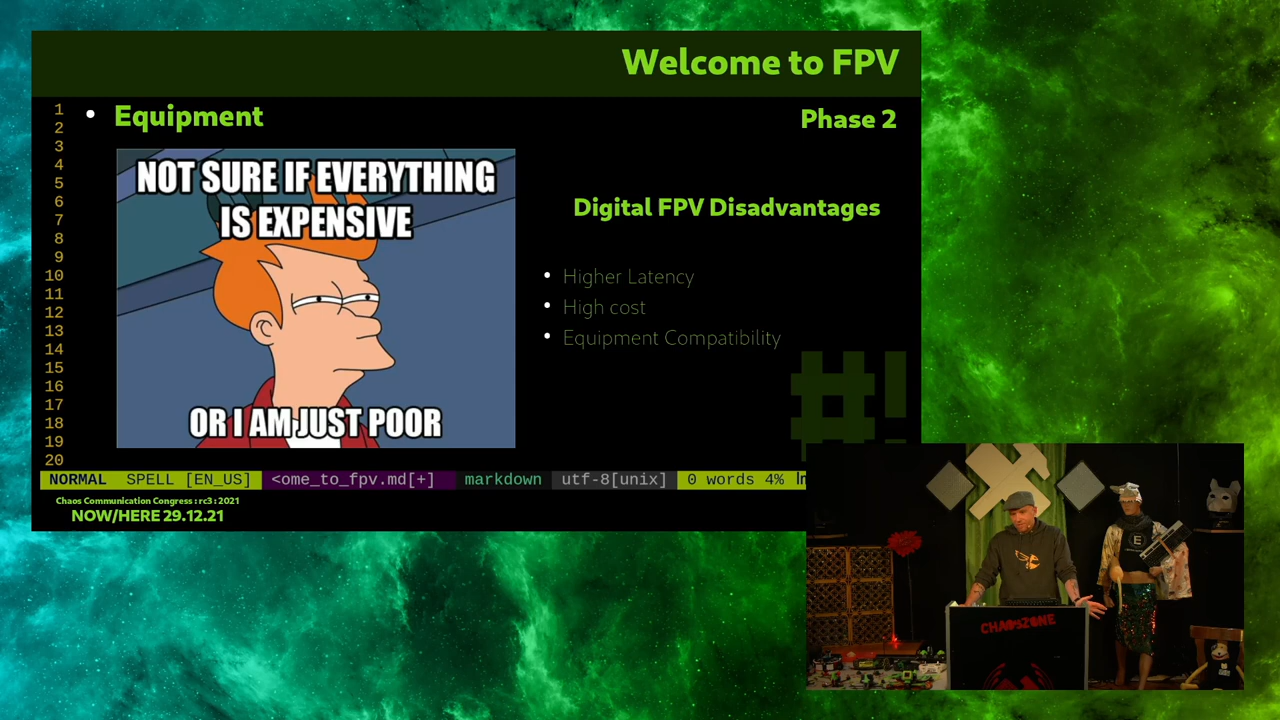 Welcome to FPV
1
2
3
4
5
6
7
8
9
10
11
12
13
14
15
16
17
18
19
20
• Equipment
NOT SURE IF EVERYTHING
IS EXPENSIVE
OR I AM JUST POOR
Phase 2
Digital FPV Disadvantages
• Higher Latency
• High cost
• Equipment Compatibility
#!
NORMAL SPELL [EN_US] <ome_to_fpv.md[+] markdown utf-8[unix] 0 words 4% ln
Chaos Communication Congress : rc3 : 2021
NOW/HERE 29.12.21
E
CHAOSZONE